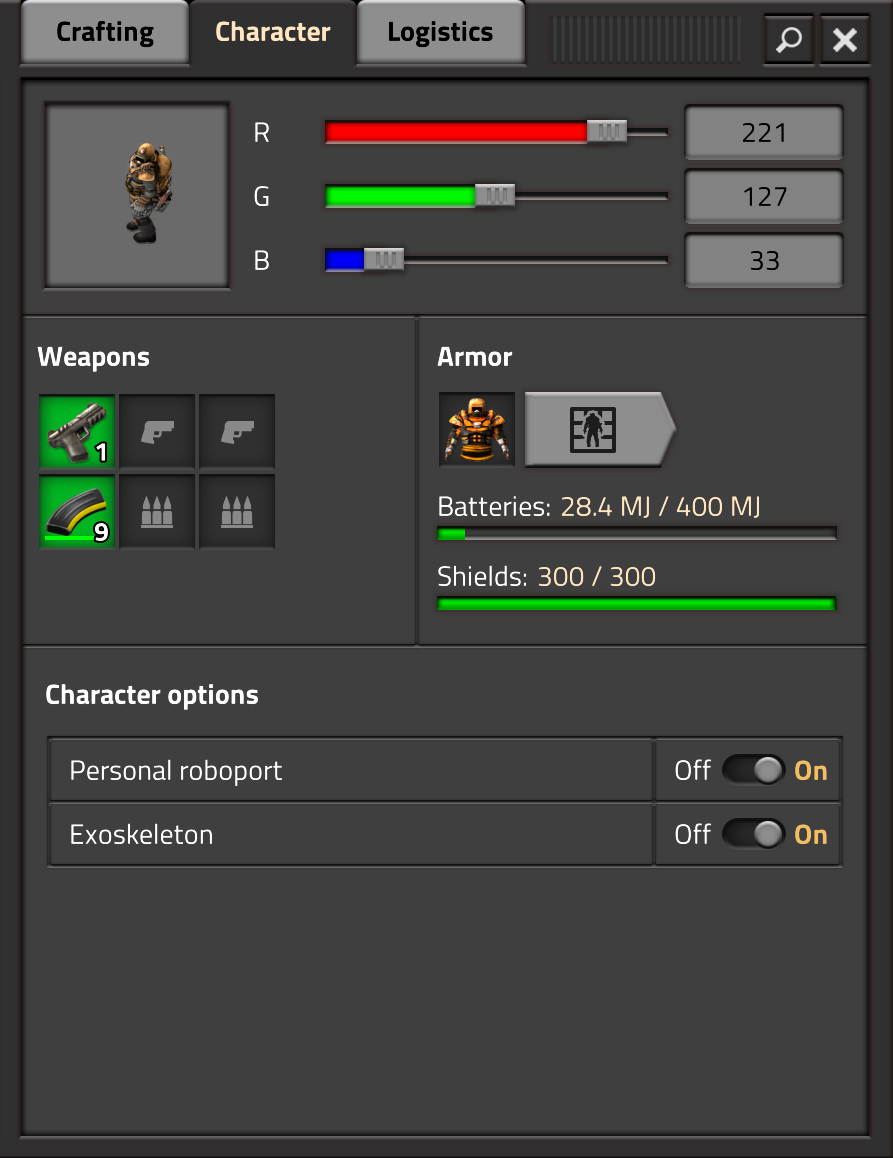 Crafting Character Logistics
R 221
G 127
B 33
Weapons
1
9
Armor
Batteries: 28.4 MJ / 400 MJ
Shields: 300 / 300
Character options
Personal roboport Off On
Exoskeleton Off On